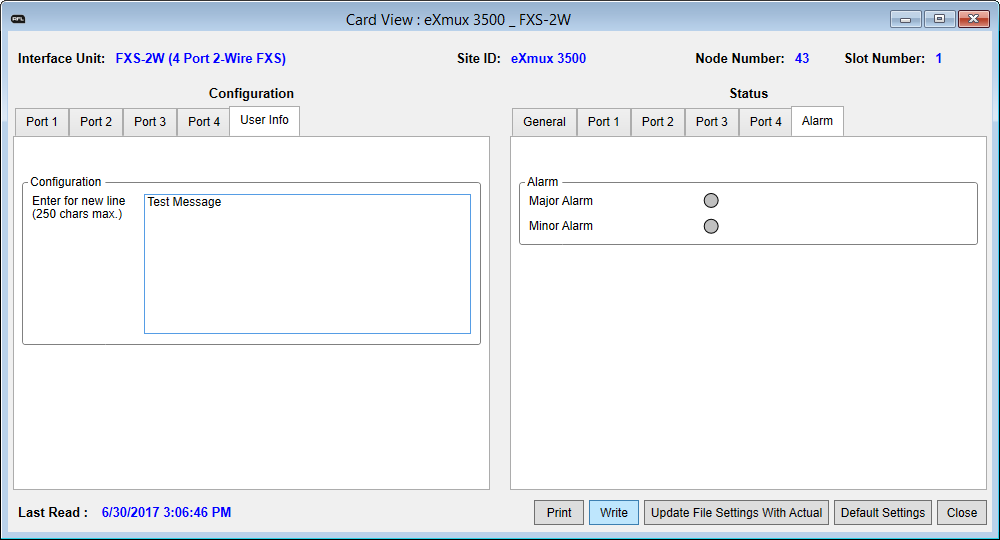 RFL
Card View : eXmux 3500 _ FXS-2W
Interface Unit: FXS-2W (4 Port 2-Wire FXS) Site ID: eXmux 3500 Node Number: 43 Slot Number: 1
Configuration
Port 1 Port 2 Port 3 Port 4 User Info
Configuration
Enter for new line
(250 chars max.)
Test Message
Status
General Port 1 Port 2 Port 3 Port 4 Alarm
Alarm
Major Alarm
Minor Alarm
Last Read : 6/30/2017 3:06:46 PM
Print Write Update File Settings With Actual Default Settings Close